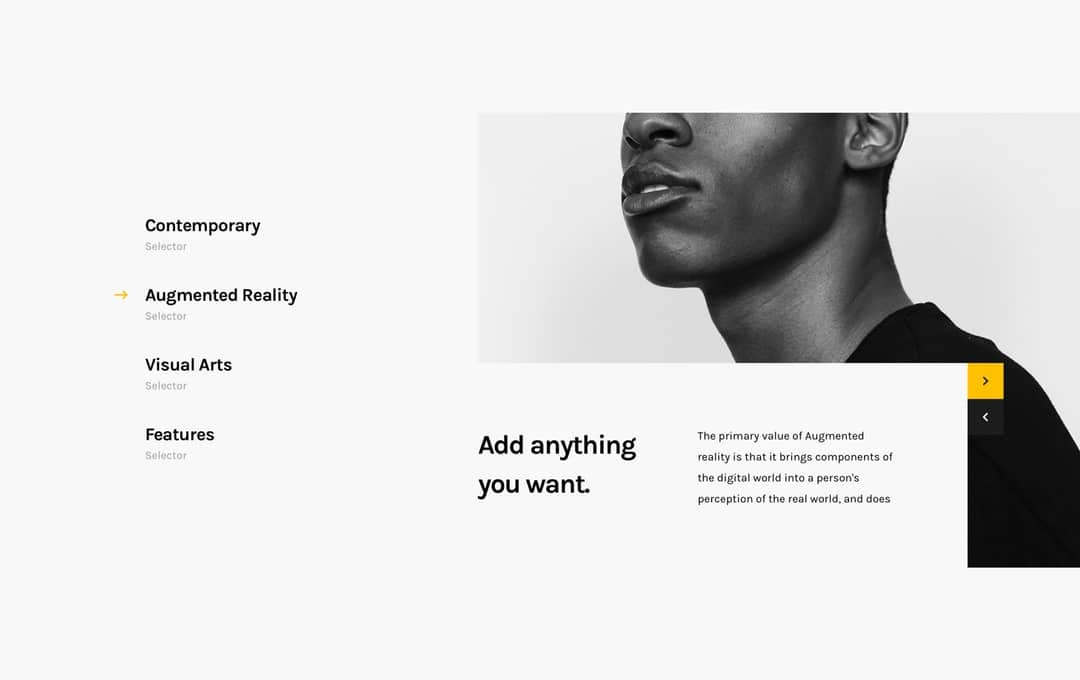 Contemporary
Selector
Augmented Reality
Selector
Visual Arts
Selector
Features
Selector
Add anything
you want.
The primary value of Augmented
reality is that it brings components of
the digital world into a person's
perception of the real world, and does